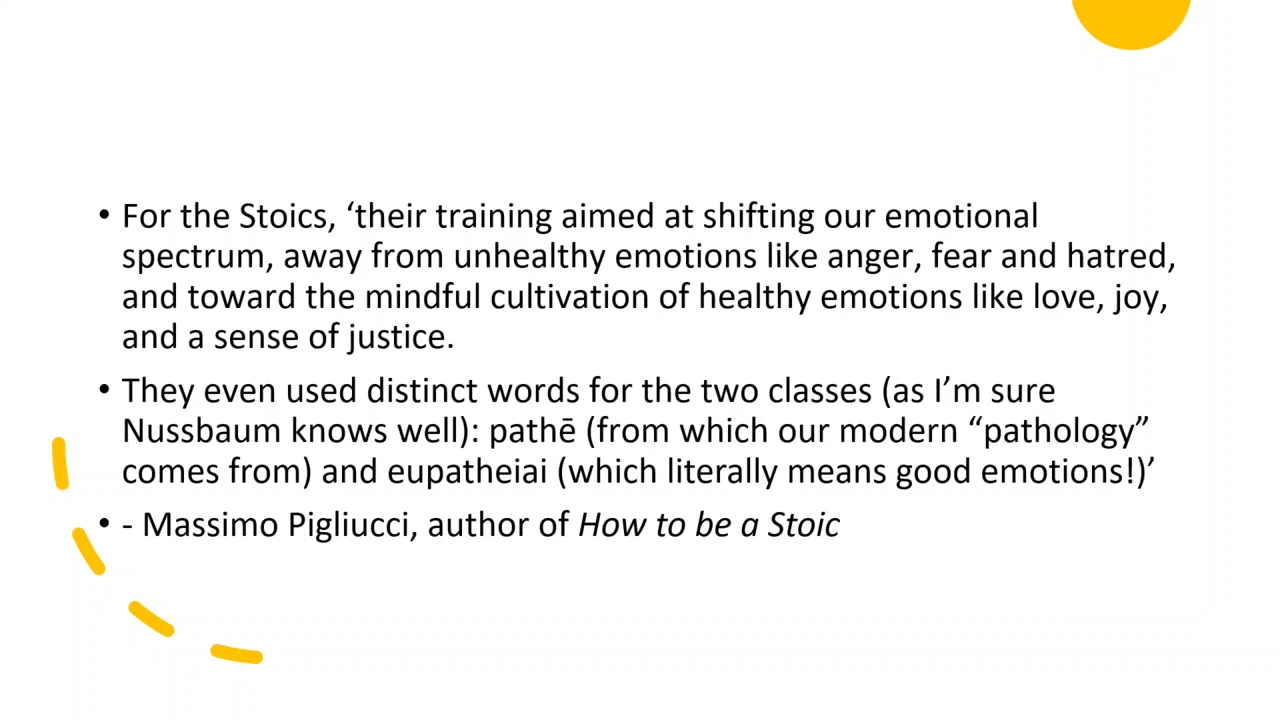 • For the Stoics, ‘their training aimed at shifting our emotional
spectrum, away from unhealthy emotions like anger, fear and hatred,
and toward the mindful cultivation of healthy emotions like love, joy,
and a sense of justice.
• They even used distinct words for the two classes (as I’m sure
Nussbaum knows well): pathē (from which our modern “pathology”
comes from) and eupatheiai (which literally means good emotions!)’
• - Massimo Pigliucci, author of How to be a Stoic